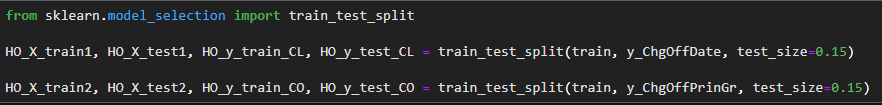 from sklearn.model_selection import train_test_split
HO_X_train1, HO_X_test1, HO_y_train_CL, HO_y_test_CL = train_test_split(train, y_ChgOffDate, test_size=0.15)
HO_X_train2, HO_X_test2, HO_y_train_CO, HO_y_test_CO = train_test_split(train, y_ChgOffPrinGr, test_size=0.15)